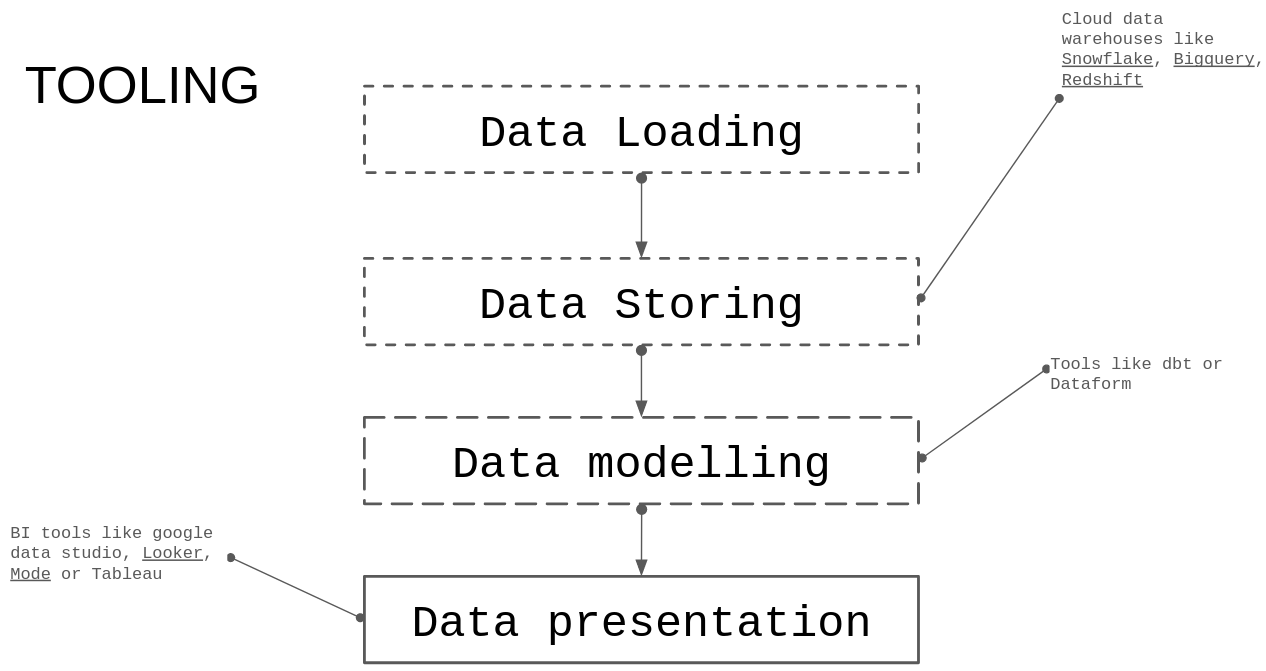 TOOLING
Cloud data
warehouses like
Snowflake, Bigquery,
Redshift
Data Loading
Data Storing
Tools like dbt or
Dataform
Data modelling
BI tools like google
data studio, Looker,
Mode or Tableau
Data presentation